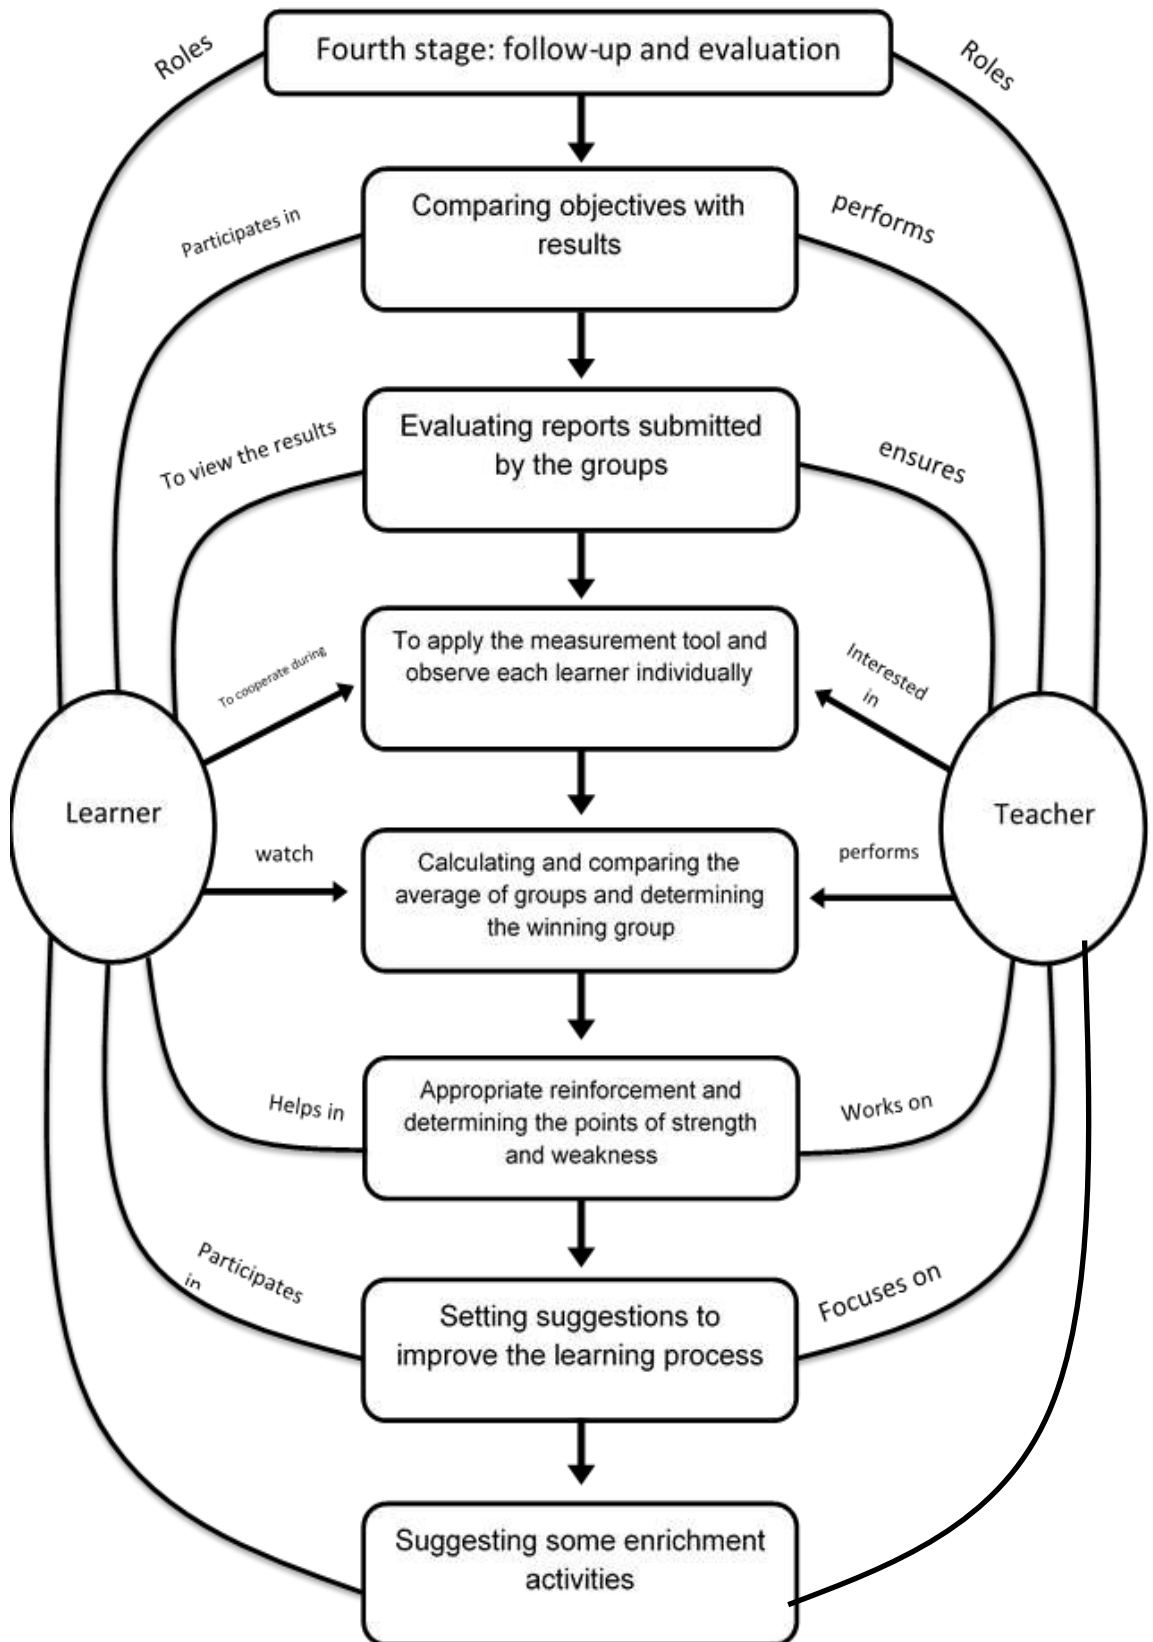 Roles
Fourth stage: follow-up and evaluation
Roles
Participates in
Comparing objectives with
results
performs
To view the results
Evaluating reports submitted
by the groups
ensures
To cooperate during
To apply the measurement tool and
observe each learner individually
Interested
in
Learner
Teacher
watch
Calculating and comparing the
average of groups and determining
the winning group
performs
Helps in
Appropriate reinforcement and
determining the points of strength
and weakness
Works on
Participates
in
Setting suggestions to
improve the learning process
Focuses on
Suggesting some enrichment
activities